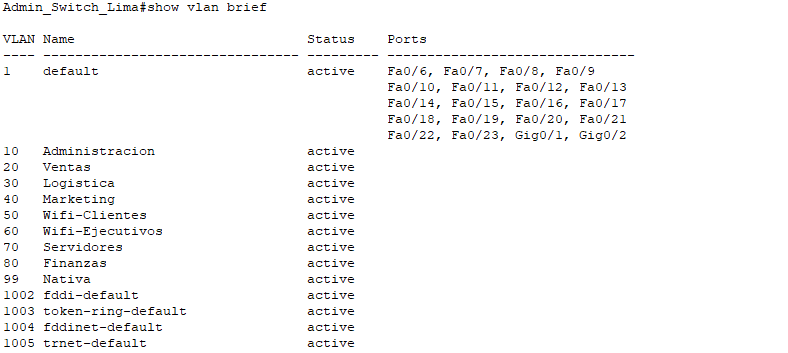 Admin_Switch_Lima#show vlan brief
VLAN Name                             Status    Ports
---- -------------------------------- --------- -------------------------------
1    default                          active    Fa0/6, Fa0/7, Fa0/8, Fa0/9
                                                Fa0/10, Fa0/11, Fa0/12, Fa0/13
                                                Fa0/14, Fa0/15, Fa0/16, Fa0/17
                                                Fa0/18, Fa0/19, Fa0/20, Fa0/21
                                                Fa0/22, Fa0/23, Gig0/1, Gig0/2
10   Administracion                   active
20   Ventas                           active
30   Logistica                        active
40   Marketing                        active
50   Wifi-Clientes                    active
60   Wifi-Ejecutivos                  active
70   Servidores                       active
80   Finanzas                         active
99   Nativa                           active
1002 fddi-default                     active
1003 token-ring-default               active
1004 fddinet-default                  active
1005 trnet-default                    active